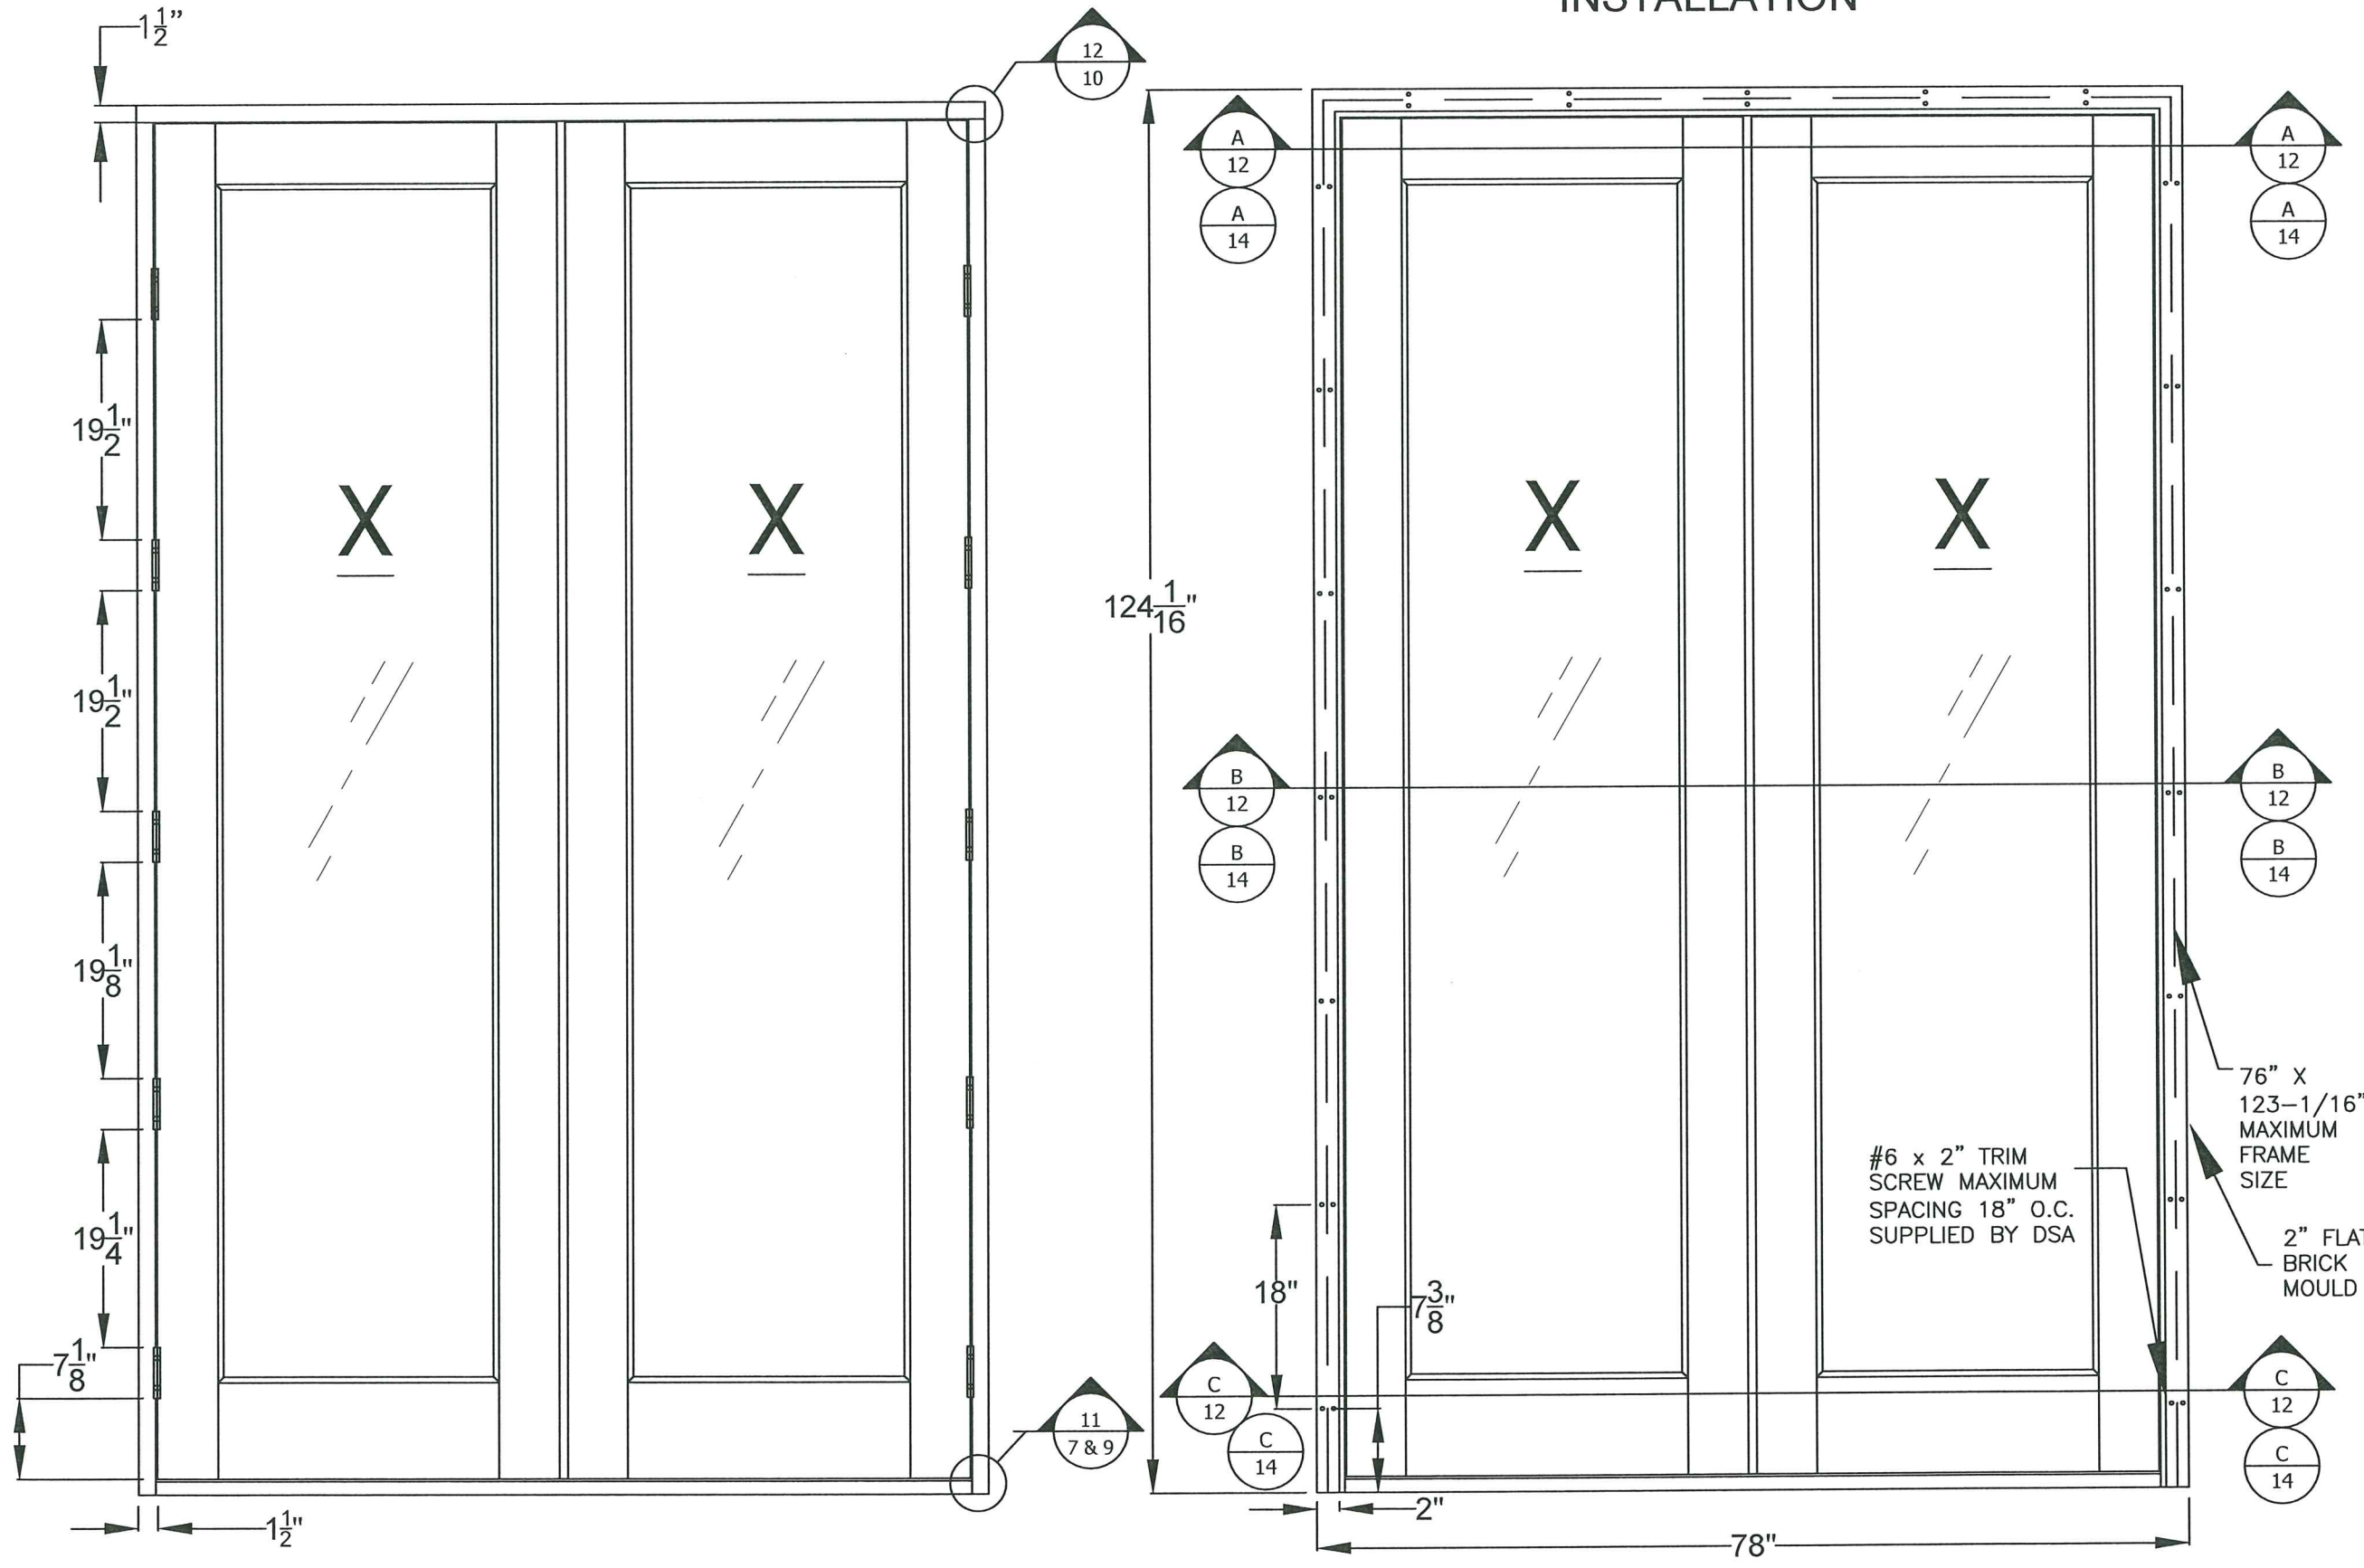 INSTALLATION
1 1/2"
12
10
A
12
A
14
A
12
A
14
19 1/2"
X
X
X
X
124 1/16"
19 1/2"
B
12
B
14
B
12
B
14
19 1/8"
76" X
123-1/16"
MAXIMUM
FRAME
SIZE
#6 x 2" TRIM
SCREW MAXIMUM
SPACING 18" O.C.
SUPPLIED BY DSA
19 1/4"
2" FLAT
BRICK
MOULD
18"
7 3/8"
7 1/8"
11
7 & 9
C
12
C
14
C
12
C
14
1 1/2"
2"
78"